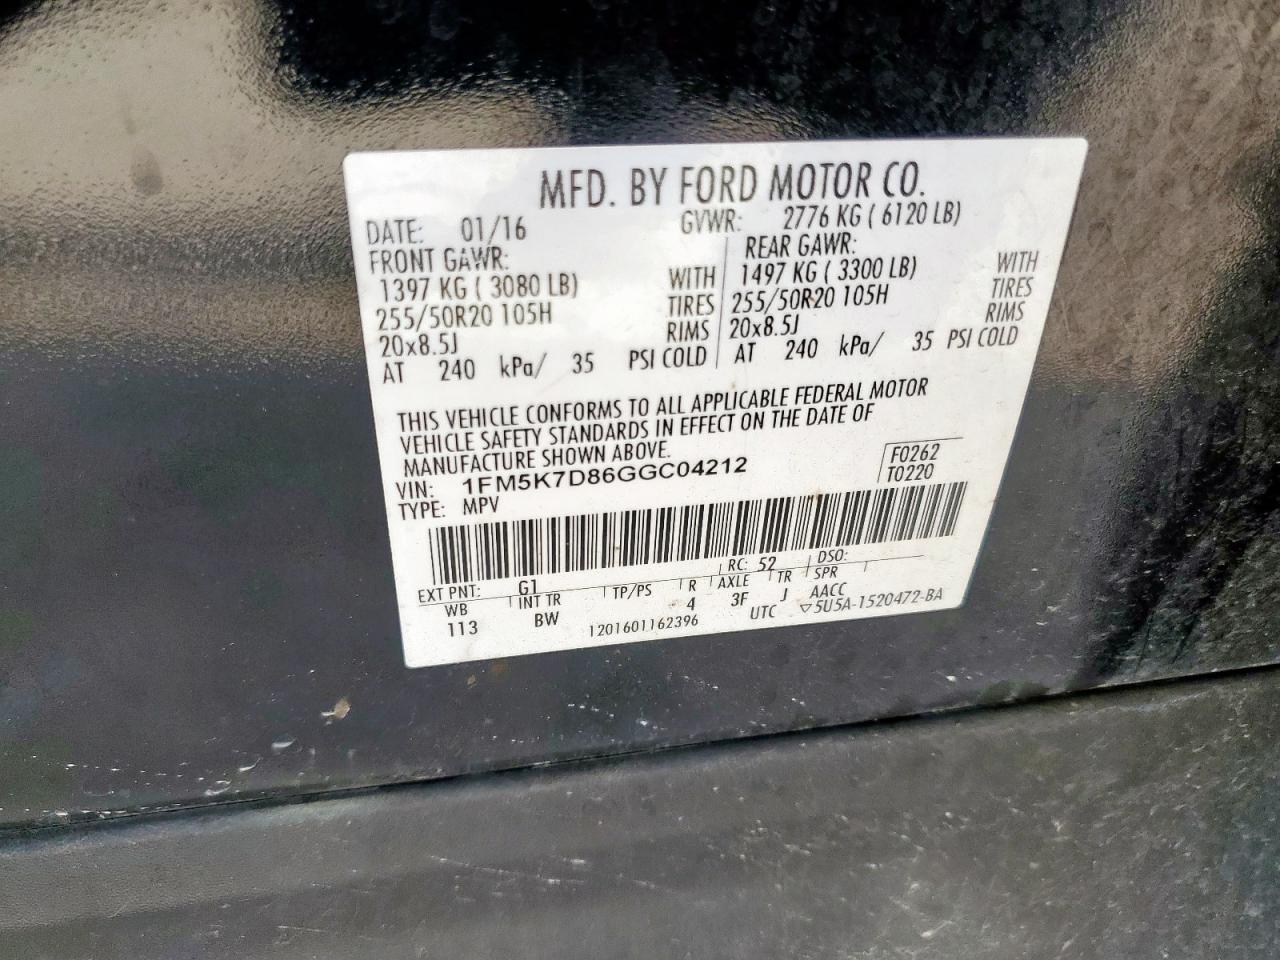 MFD. BY FORD MOTOR CO.
DATE: 01/16 GVWR: 2776 KG ( 6120 LB)
FRONT GAWR: REAR GAWR:
1397 KG ( 3080 LB) WITH 1497 KG ( 3300 LB) WITH
255/50R20 105H TIRES 255/50R20 105H TIRES
20x8.5J RIMS 20x8.5J RIMS
AT 240 kPa/ 35 PSI COLD AT 240 kPa/ 35 PSI COLD
THIS VEHICLE CONFORMS TO ALL APPLICABLE FEDERAL MOTOR
VEHICLE SAFETY STANDARDS IN EFFECT ON THE DATE OF
MANUFACTURE SHOWN ABOVE.
VIN: 1FM5K7D86GGC04212 F0262
TYPE: MPV T0220
EXT PNT: G1 RC: 52 DSO:
WB INT TR TP/PS R AXLE TR SPR
113 BW 4 3F J AACC
1201601162396 UTC ▽5U5A-1520472-BA